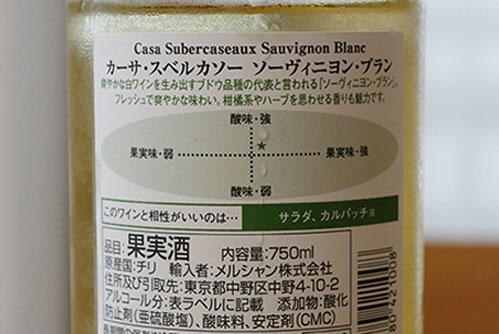 Casa Subercaseaux Sauvignon Blanc
カーサ・スベルカソー ソーヴィニヨン・ブラン
爽やかな白ワインを生み出すブドウ品種の代表と言われる「ソーヴィニヨン・ブラン」。
フレッシュで爽やかな味わい。柑橘系やハーブを思わせる香りも魅力です。
酸味・強
果実味・弱 果実味・強
酸味・弱
このワインと相性がいいのは… サラダ、カルパッチョ
品目:果実酒 内容量:750ml
原産国:チリ 輸入者:メルシャン株式会社
住所及び引取先:東京都中野区中野4-10-2
アルコール分:表ラベルに記載 添加物:酸化
防止剤(亜硫酸塩)、酸味料、安定剤(CMC)
80 421008